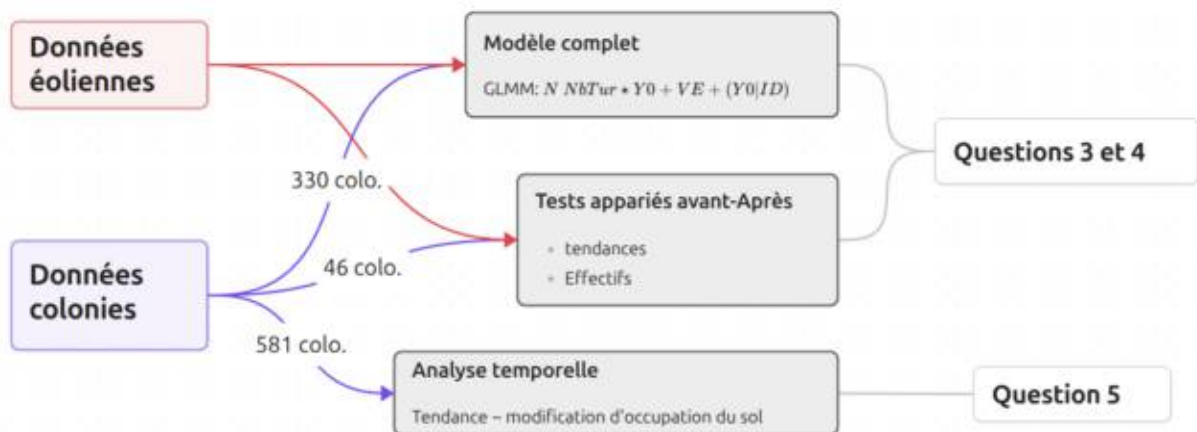 Données
éoliennes
Modèle complet
GLMM: N NbTur * Y0 + VE + (Y0|ID)
Questions 3 et 4
330 colo.
Tests appariés avant-Après
tendances
Effectifs
46 colo.
Données
colonies
581 colo.
Analyse temporelle
Tendance – modification d'occupation du sol
Question 5